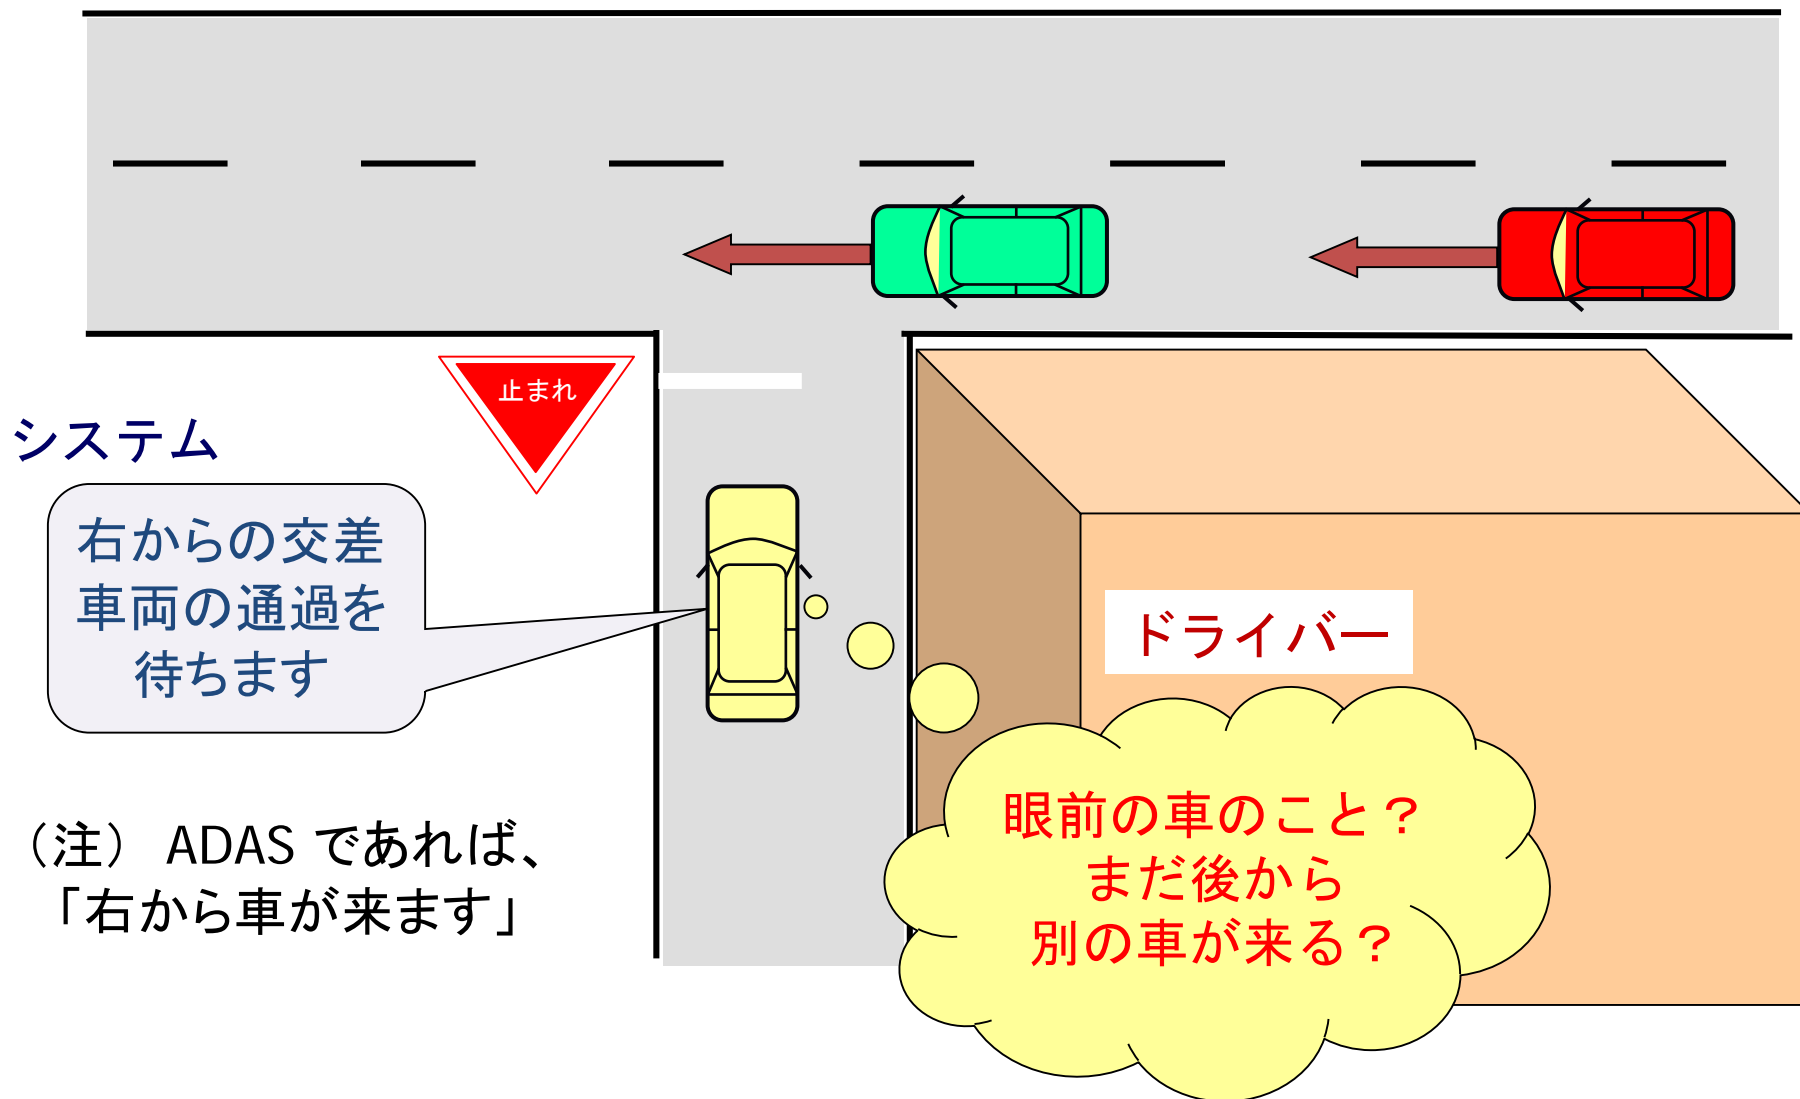 止まれ
システム
右からの交差
車両の通過を
待ちます
ドライバー
眼前の車のこと？
まだ後から
別の車が来る？
（注） ADAS であれば、
「右から車が来ます」